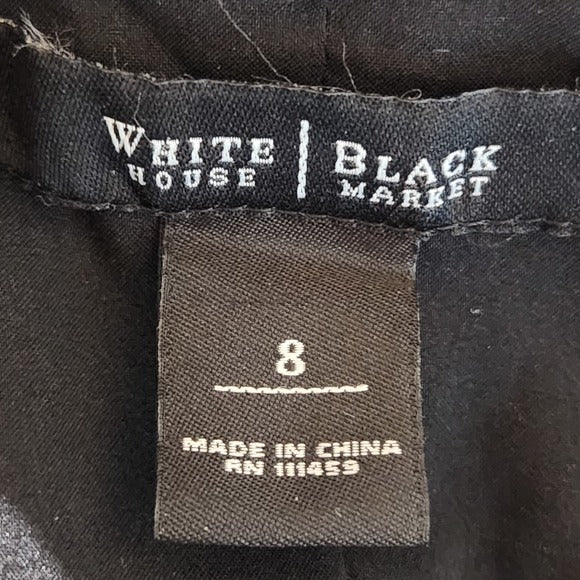 WHITE HOUSE | BLACK MARKET
8
MADE IN CHINA
RN 111459